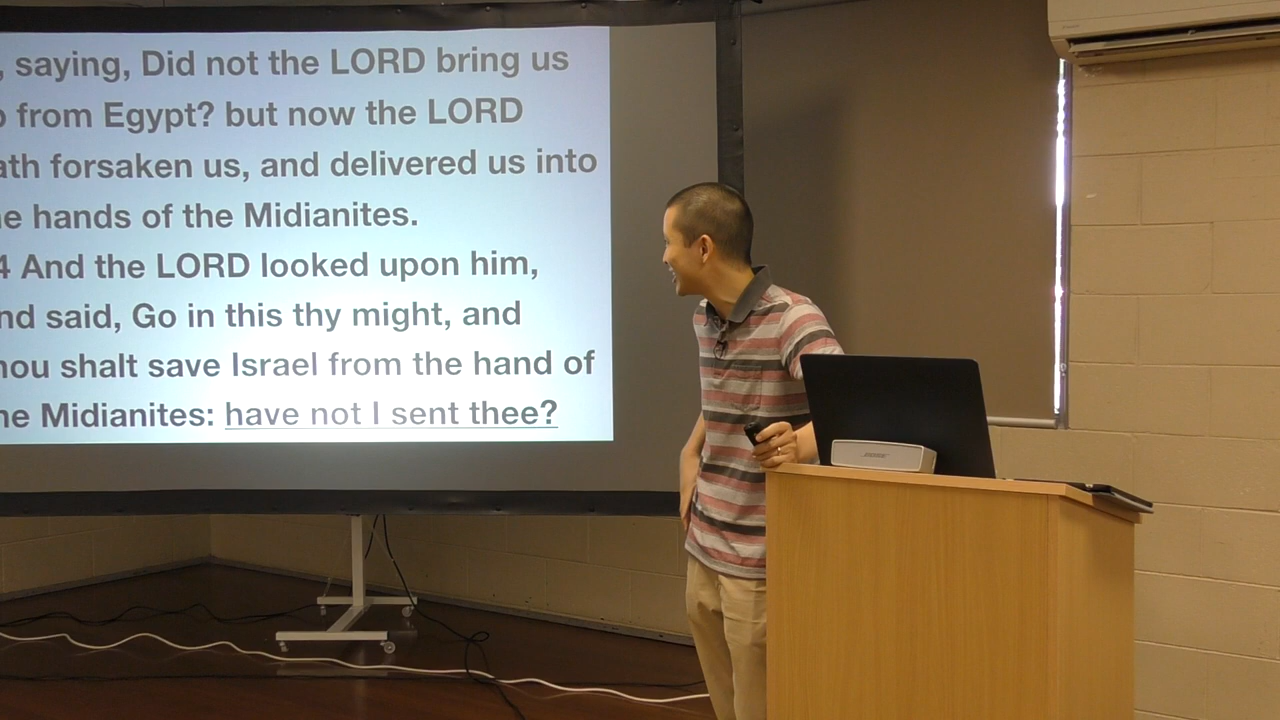 , saying, Did not the LORD bring us
from Egypt? but now the LORD
ath forsaken us, and delivered us into
e hands of the Midianites.
4 And the LORD looked upon him,
nd said, Go in this thy might, and
hou shalt save Israel from the hand of
he Midianites: have not I sent thee?
BOSE